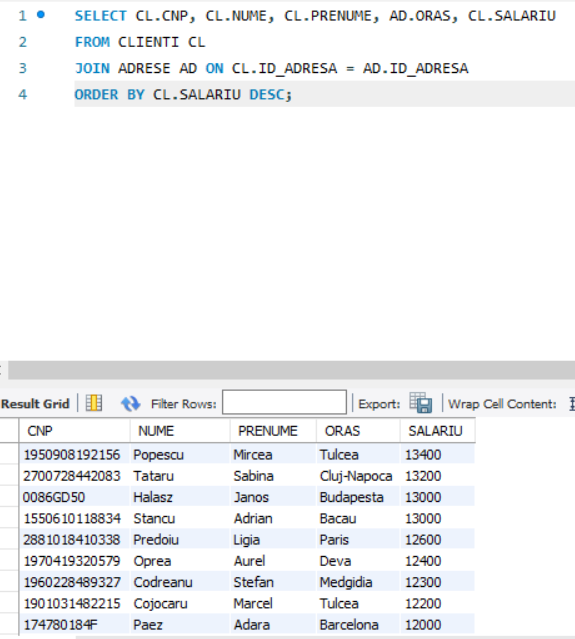 1 SELECT CL.CNP, CL.NUME, CL.PRENUME, AD.ORAS, CL.SALARIU
2 FROM CLIENTI CL
3 JOIN ADRESE AD ON CL.ID_ADRESA = AD.ID_ADRESA
4 ORDER BY CL.SALARIU DESC;
Result Grid Filter Rows: Export: Wrap Cell Content:
CNP NUME PRENUME ORAS SALARIU
1950908192156 Popescu Mircea Tulcea 13400
2700728442083 Tataru Sabina Cluj-Napoca 13200
0086GD50 Halasz Janos Budapesta 13000
1550610118834 Stancu Adrian Bacau 13000
2881018410338 Predoiu Ligia Paris 12600
1970419320579 Oprea Aurel Deva 12400
1960228489327 Codreanu Stefan Medgidia 12300
1901031482215 Cojocaru Marcel Tulcea 12200
174780184F Paez Adara Barcelona 12000